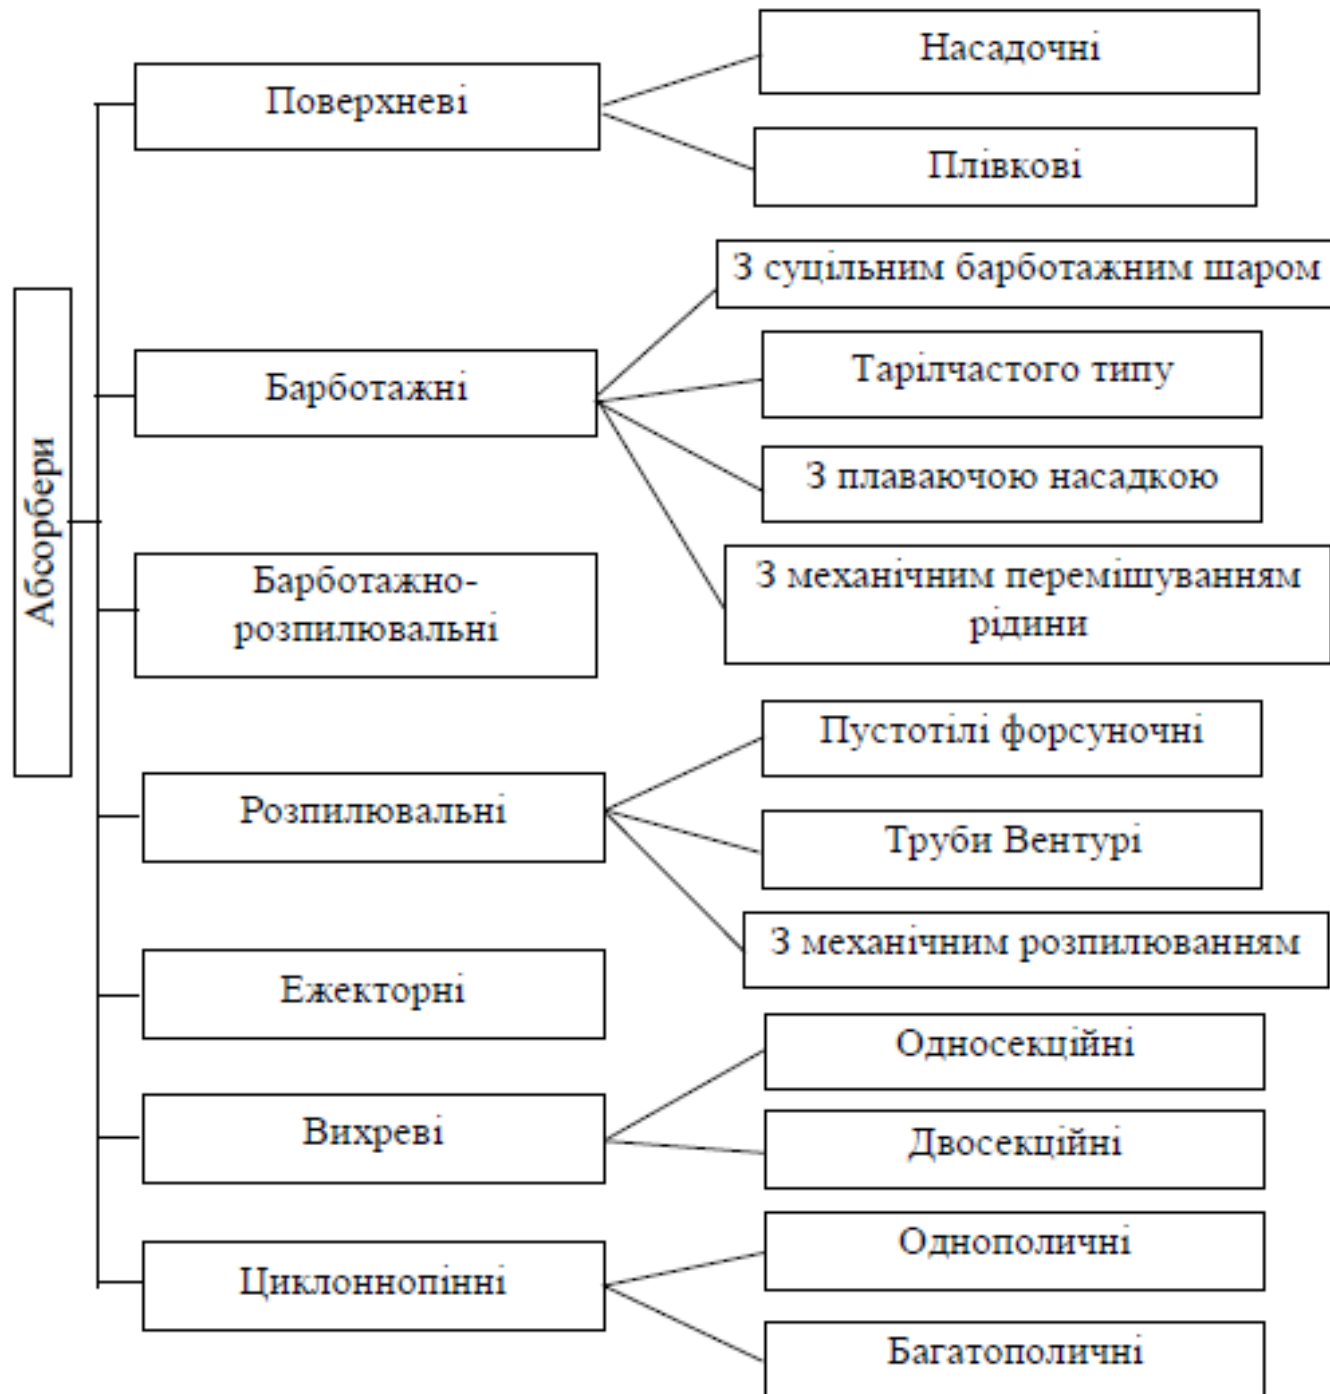 Абсорбери
Поверхневі
Насадочні
Плівкові
Барботажні
З суцільним барботажним шаром
Тарілчастого типу
З плаваючою насадкою
З механічним перемішуванням
рідини
Барботажно-
розпилювальні
Розпилювальні
Пустотілі форсуночні
Труби Вентурі
З механічним розпилюванням
Ежекторні
Вихреві
Односекційні
Двосекційні
Циклоннопінні
Однополичні
Багатополичні